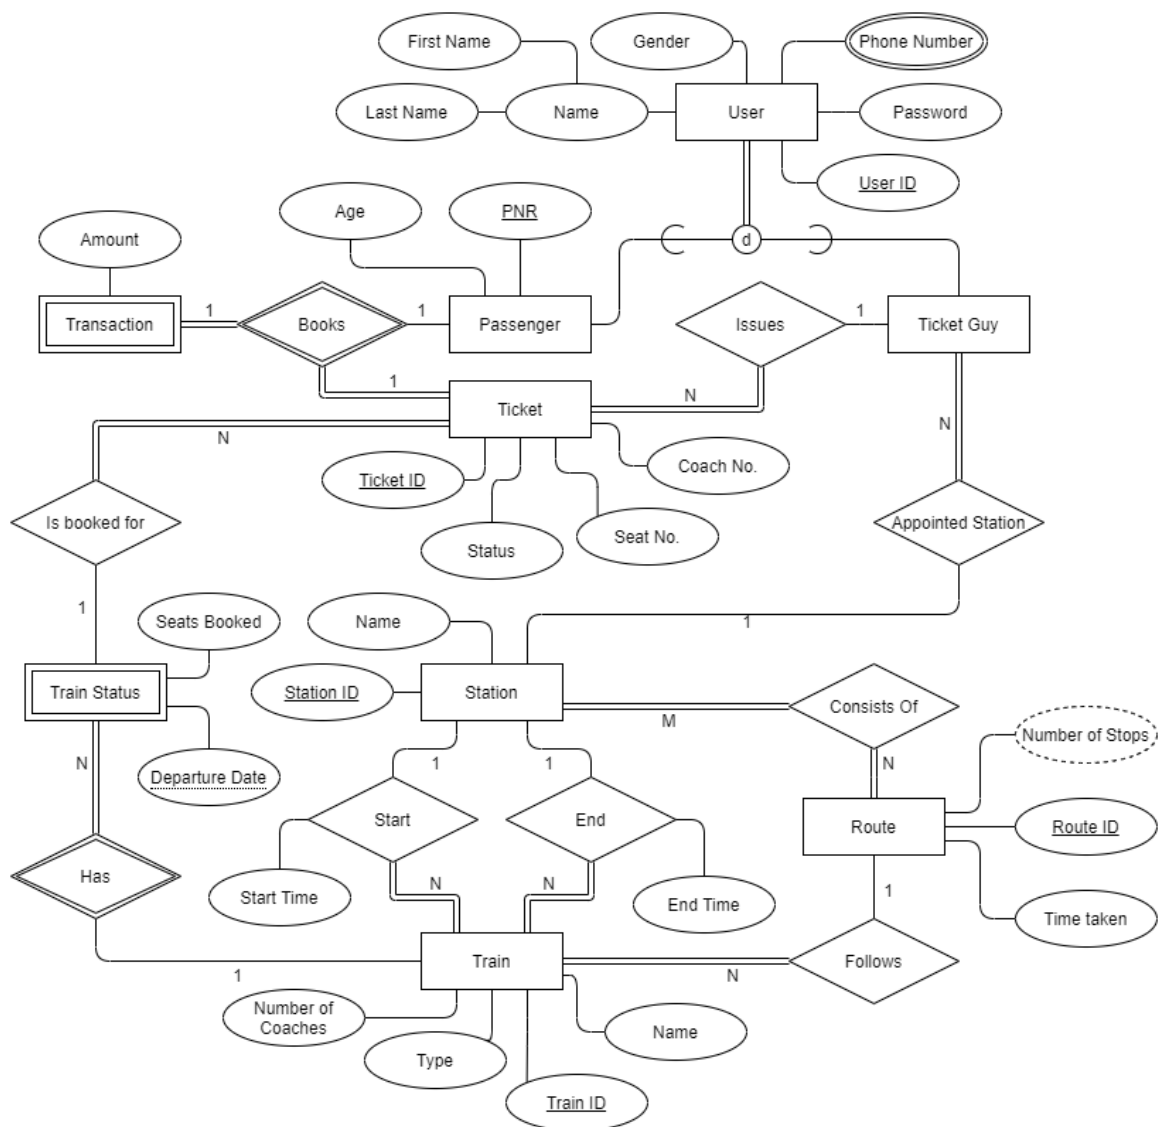 First Name
Gender
Phone Number
Last Name
Name
User
Password
User ID
Age
PNR
Amount
d
Transaction
1
Books
1
Passenger
Issues
1
Ticket Guy
1
Ticket
N
N
N
Ticket ID
Coach No.
Is booked for
Status
Seat No.
Appointed Station
1
Seats Booked
Name
1
Train Status
Station ID
Station
Consists Of
M
Number of Stops
N
Departure Date
1
1
N
Start
End
Route
Route ID
Has
Start Time
N
N
End Time
1
Time taken
Train
Follows
1
N
Number of
Coaches
Type
Name
Train ID